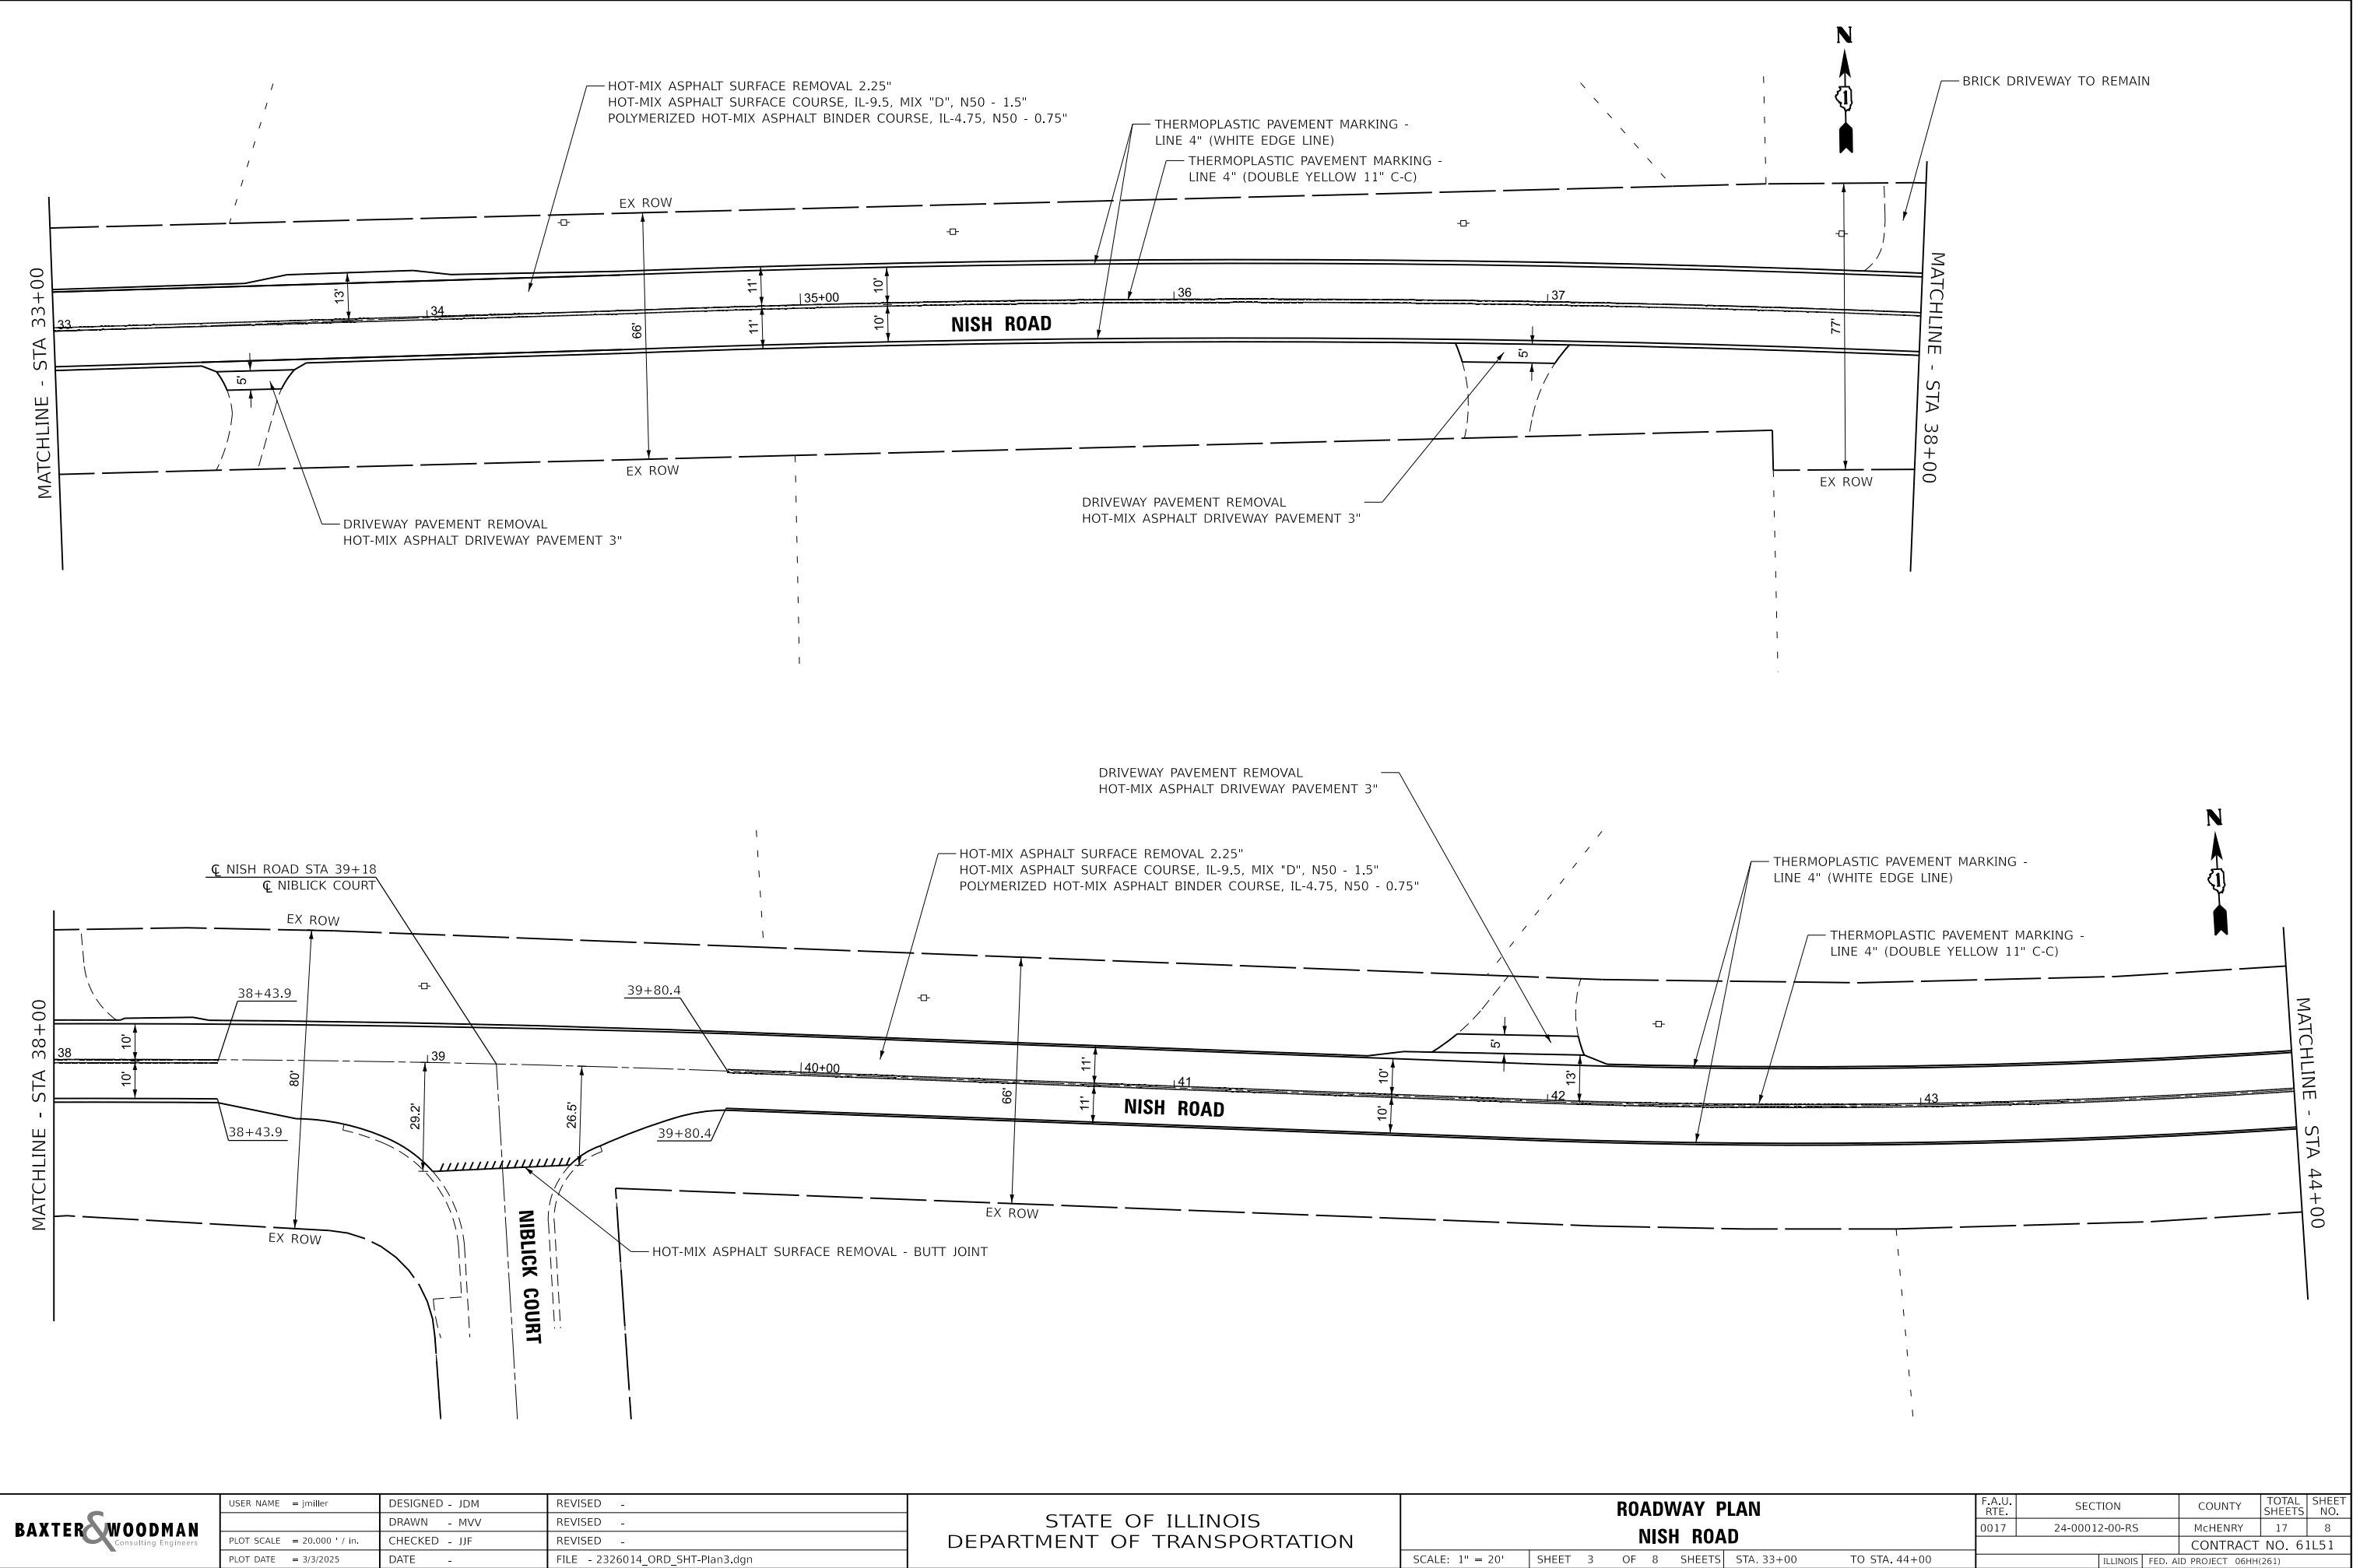 N
HOT-MIX ASPHALT SURFACE REMOVAL 2.25"
HOT-MIX ASPHALT SURFACE COURSE, IL-9.5, MIX "D", N50 - 1.5"
POLYMERIZED HOT-MIX ASPHALT BINDER COURSE, IL-4.75, N50 - 0.75"
BRICK DRIVEWAY TO REMAIN
THERMOPLASTIC PAVEMENT MARKING -
LINE 4" (WHITE EDGE LINE)
THERMOPLASTIC PAVEMENT MARKING -
LINE 4" (DOUBLE YELLOW 11" C-C)
EX ROW
MATCHLINE - STA 33+00
MATCHLINE - STA 38+00
13'
11'
10'
33
34
35+00
36
37
66'
11'
10'
NISH ROAD
77'
5'
5'
EX ROW
EX ROW
DRIVEWAY PAVEMENT REMOVAL
HOT-MIX ASPHALT DRIVEWAY PAVEMENT 3"
DRIVEWAY PAVEMENT REMOVAL
HOT-MIX ASPHALT DRIVEWAY PAVEMENT 3"
DRIVEWAY PAVEMENT REMOVAL
HOT-MIX ASPHALT DRIVEWAY PAVEMENT 3"
N
HOT-MIX ASPHALT SURFACE REMOVAL 2.25"
HOT-MIX ASPHALT SURFACE COURSE, IL-9.5, MIX "D", N50 - 1.5"
POLYMERIZED HOT-MIX ASPHALT BINDER COURSE, IL-4.75, N50 - 0.75"
℄ NISH ROAD STA 39+18
℄ NIBLICK COURT
THERMOPLASTIC PAVEMENT MARKING -
LINE 4" (WHITE EDGE LINE)
THERMOPLASTIC PAVEMENT MARKING -
LINE 4" (DOUBLE YELLOW 11" C-C)
EX ROW
38+43.9
39+80.4
MATCHLINE - STA 38+00
MATCHLINE - STA 44+00
10'
10'
38
39
40+00
41
42
43
80'
29.2'
26.5'
66'
11'
11'
10'
10'
5'
13'
NISH ROAD
38+43.9
39+80.4
EX ROW
EX ROW
NIBLICK COURT
HOT-MIX ASPHALT SURFACE REMOVAL - BUTT JOINT
BAXTER & WOODMAN
Consulting Engineers
USER NAME = jmiller
PLOT SCALE = 20.000 ' / in.
PLOT DATE = 3/3/2025
DESIGNED - JDM
DRAWN - MVV
CHECKED - JJF
DATE -
REVISED -
REVISED -
REVISED -
FILE - 2326014_ORD_SHT-Plan3.dgn
STATE OF ILLINOIS
DEPARTMENT OF TRANSPORTATION
ROADWAY PLAN
NISH ROAD
SCALE: 1" = 20' SHEET 3 OF 8 SHEETS STA. 33+00 TO STA. 44+00
F.A.U. RTE. SECTION COUNTY TOTAL SHEETS SHEET NO.
0017 24-00012-00-RS McHENRY 17 8
CONTRACT NO. 61L51
ILLINOIS FED. AID PROJECT 06HH(261)